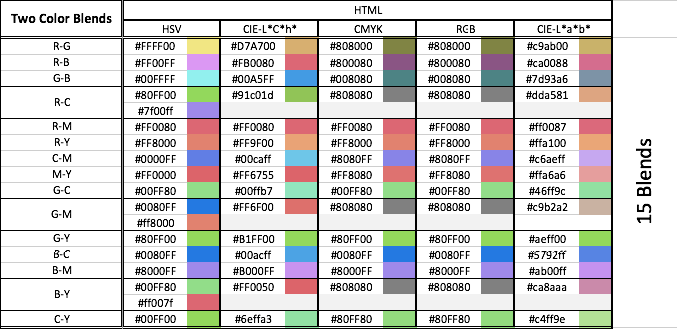 Two Color Blends HTML
HSV CIE-L*C*h* CMYK RGB CIE-L*a*b*
R-G #FFFF00 #D7A700 #808000 #808000 #c9ab00
R-B #FF00FF #FB0080 #800080 #800080 #ca0088
G-B #00FFFF #00A5FF #008080 #008080 #7d93a6
R-C #80FF00 #91c01d #808080 #808080 #dda581
#7f00ff
R-M #FF0080 #FF0080 #FF0080 #FF0080 #ff0087
R-Y #FF8000 #FF9F00 #FF8000 #FF8000 #ffa100
C-M #0000FF #00caff #8080FF #8080FF #c6aeff
M-Y #FF0000 #FF6755 #FF8080 #FF8080 #ffa6a6
G-C #00FF80 #00ffb7 #00FF80 #00FF80 #46ff9c
G-M #0080FF #FF6F00 #808080 #808080 #c9b2a2
#ff8000
G-Y #80FF00 #B1FF00 #80FF00 #80FF00 #aeff00
B-C #0080FF #00acff #0080FF #0080FF #5792ff
B-M #8000FF #B000FF #8000FF #8000FF #ab00ff
B-Y #00FF80 #FF0050 #808080 #808080 #ca8aaa
#ff007f
C-Y #00FF00 #6effa3 #80FF80 #80FF80 #c4ff9e
15 Blends